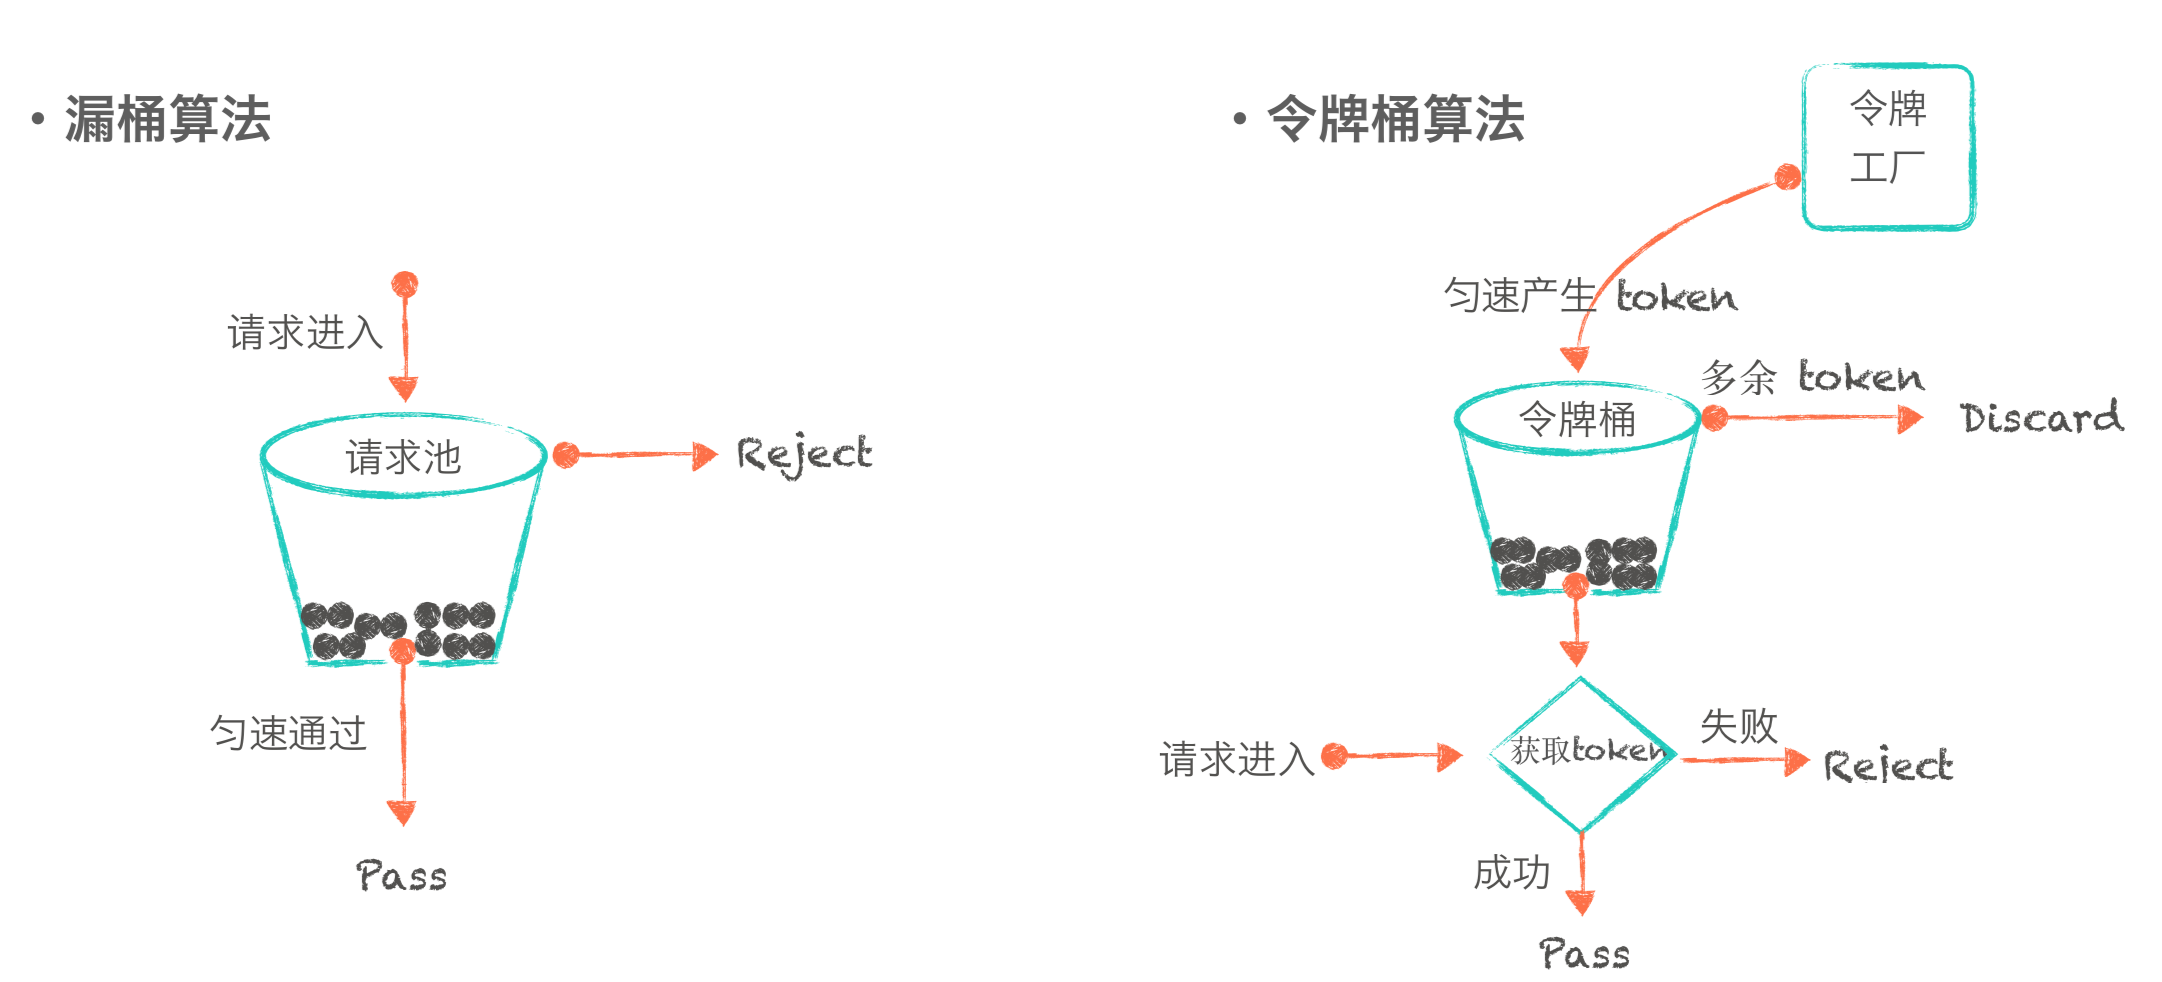 • 漏桶算法
请求进入
请求池
Reject
匀速通过
Pass
• 令牌桶算法
令牌
工厂
匀速产生 token
多余 token
令牌桶
Discard
请求进入
获取token
失败
Reject
成功
Pass